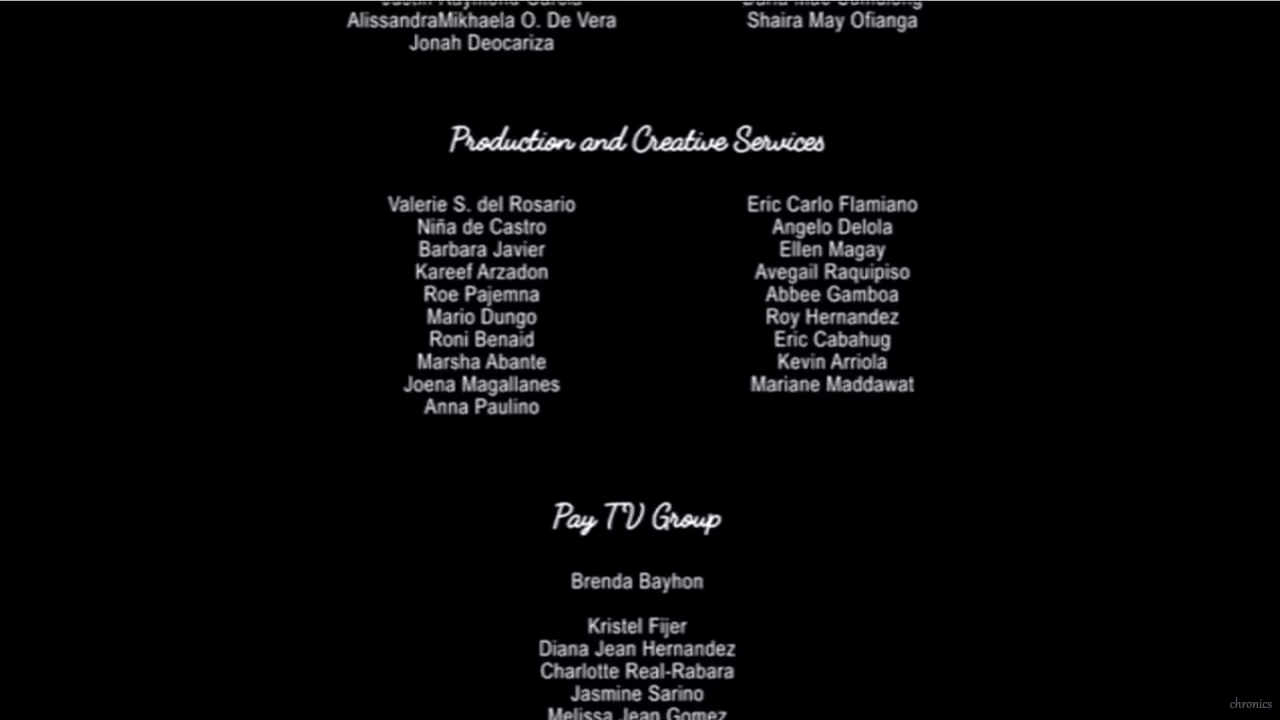 AlissandraMikhaela O. De Vera
Jonah Deocariza
Shaira May Ofianga
Production and Creative Services
Valerie S. del Rosario
Niña de Castro
Barbara Javier
Kareef Arzadon
Roe Pajemna
Mario Dungo
Roni Benaid
Marsha Abante
Joena Magallanes
Anna Paulino
Eric Carlo Flamiano
Angelo Delola
Ellen Magay
Avegail Raquipiso
Abbee Gamboa
Roy Hernandez
Eric Cabahug
Kevin Arriola
Mariane Maddawat
Pay TV Group
Brenda Bayhon
Kristel Fijer
Diana Jean Hernandez
Charlotte Real-Rabara
Jasmine Sarino
Melissa Jean Gomez
chronics